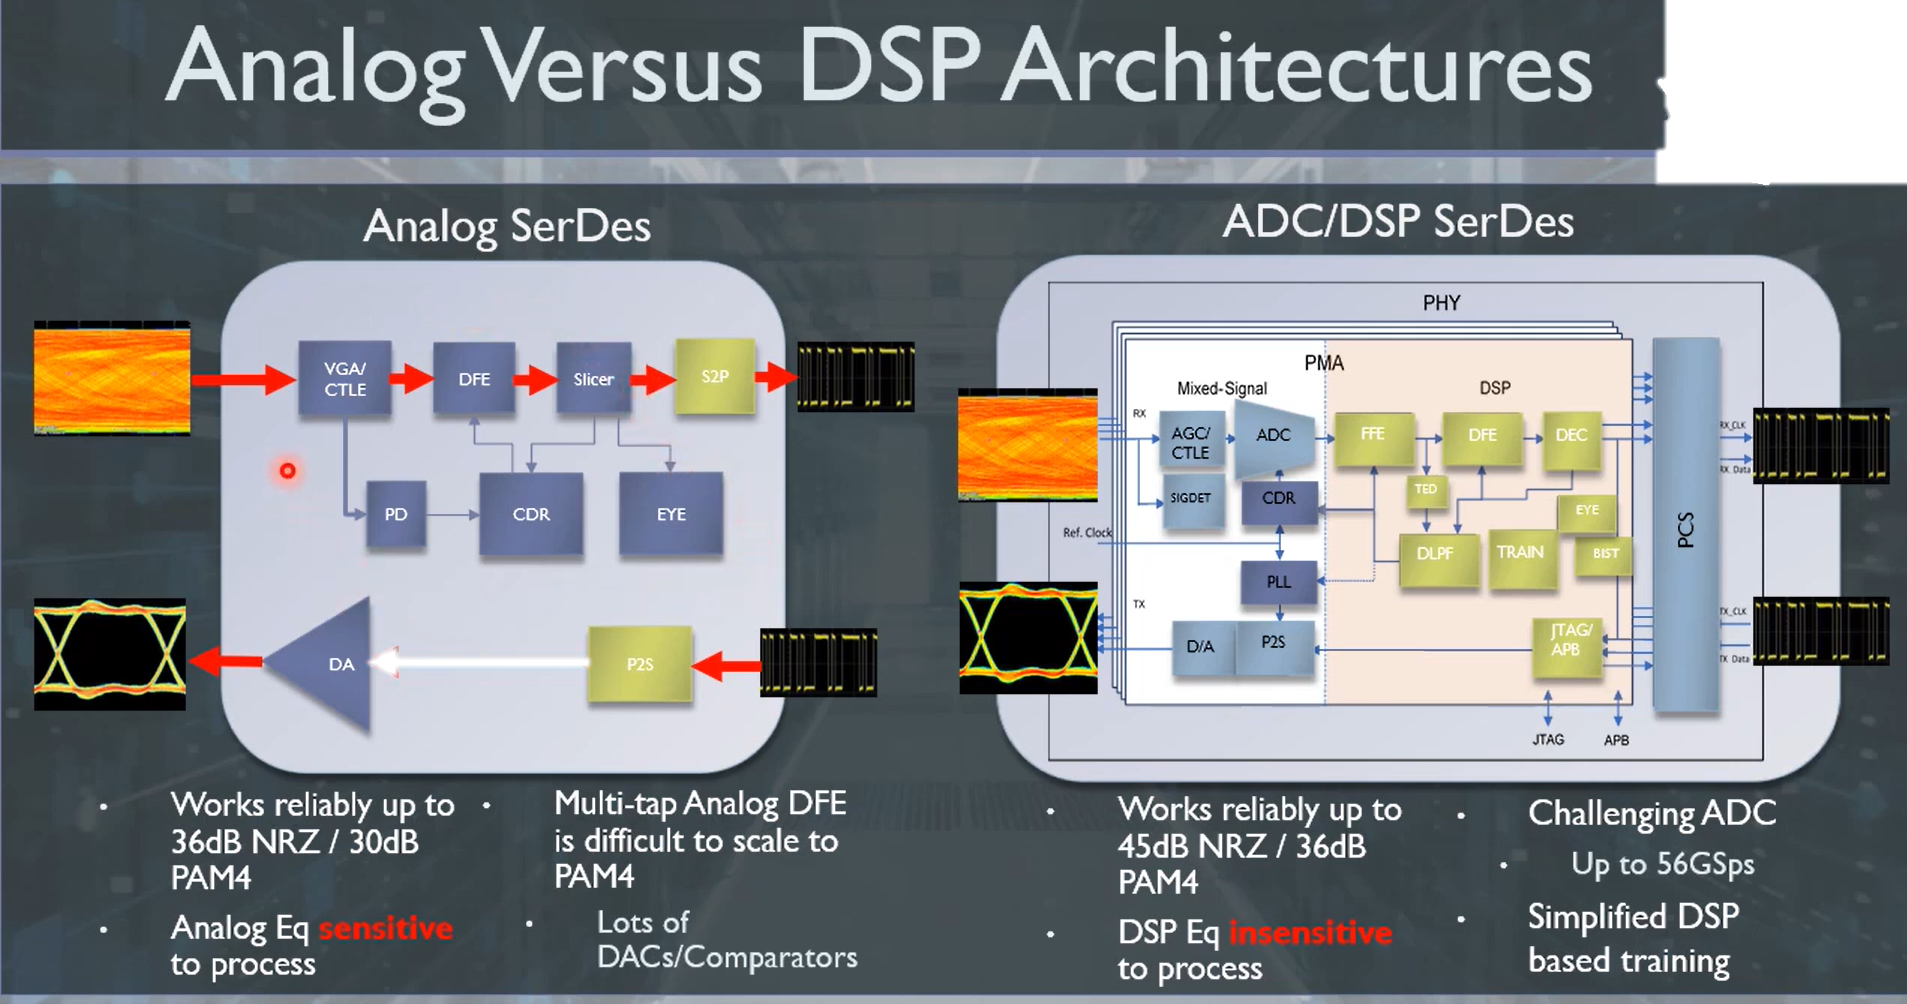 Analog Versus DSP Architectures
Analog SerDes
VGA/
CTLE
DFE
Slicer
S2P
PD
CDR
EYE
DA
P2S
Works reliably up to
36dB NRZ / 30dB
PAM4
Analog Eq sensitive
to process
Multi-tap Analog DFE
is difficult to scale to
PAM4
Lots of
DACs/Comparators
ADC/DSP SerDes
PHY
PMA
Mixed-Signal
DSP
RX
AGC/
CTLE
ADC
FFE
DFE
DEC
SIGDET
CDR
TED
EYE
Ref. Clock
DLPF
TRAIN
BIST
PLL
TX
D/A
P2S
JTAG/
APB
JTAG
APB
PCS
RX_CLK
RX Data
TX_CLK
TX Data
Works reliably up to
45dB NRZ / 36dB
PAM4
DSP Eq insensitive
to process
Challenging ADC
Up to 56GSps
Simplified DSP
based training